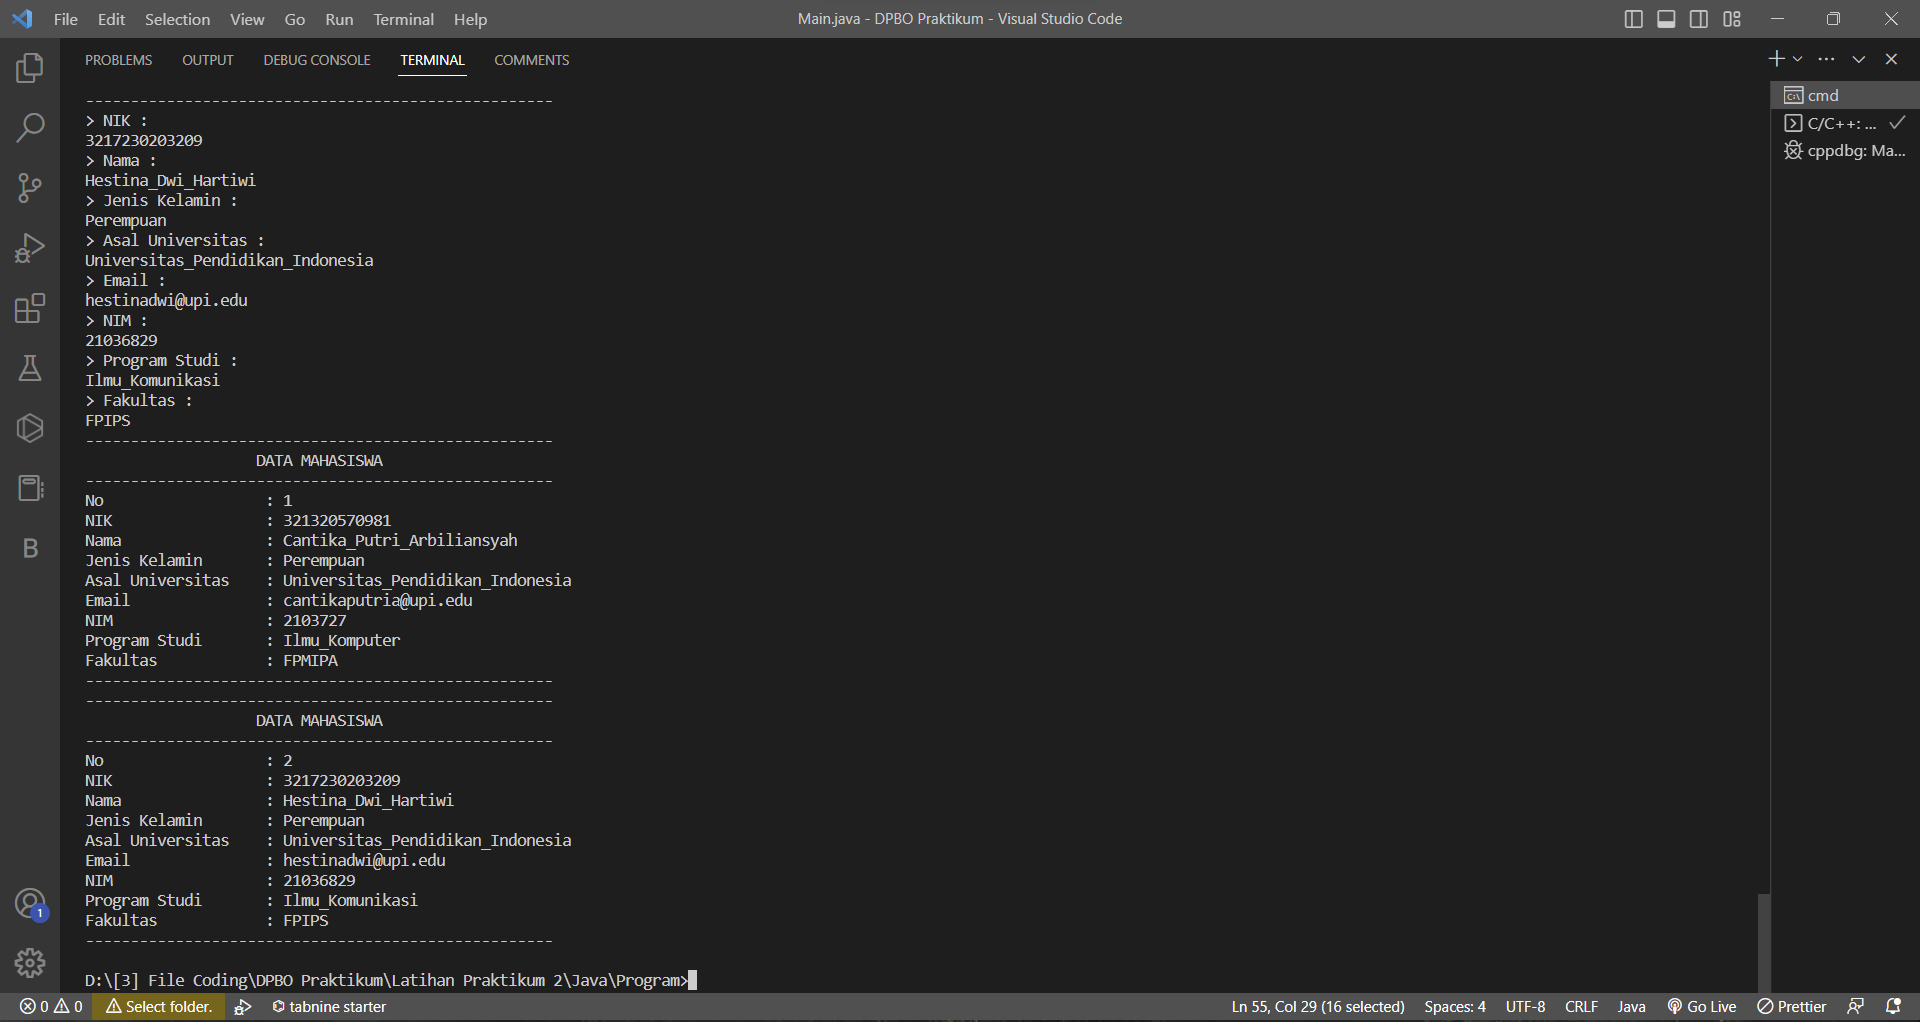 File Edit Selection View Go Run Terminal Help
Main.java - DPBO Praktikum - Visual Studio Code
PROBLEMS OUTPUT DEBUG CONSOLE TERMINAL COMMENTS
cmd
C/C++: ...
cppdbg: Ma...
----------------------------------------------------
> NIK :
3217230203209
> Nama :
Hestina_Dwi_Hartiwi
> Jenis Kelamin :
Perempuan
> Asal Universitas :
Universitas_Pendidikan_Indonesia
> Email :
hestinadwi@upi.edu
> NIM :
21036829
> Program Studi :
Ilmu_Komunikasi
> Fakultas :
FPIPS
----------------------------------------------------
DATA MAHASISWA
----------------------------------------------------
No : 1
NIK : 321320570981
Nama : Cantika_Putri_Arbiliansyah
Jenis Kelamin : Perempuan
Asal Universitas : Universitas_Pendidikan_Indonesia
Email : cantikaputria@upi.edu
NIM : 2103727
Program Studi : Ilmu_Komputer
Fakultas : FPMIPA
----------------------------------------------------
----------------------------------------------------
DATA MAHASISWA
----------------------------------------------------
No : 2
NIK : 3217230203209
Nama : Hestina_Dwi_Hartiwi
Jenis Kelamin : Perempuan
Asal Universitas : Universitas_Pendidikan_Indonesia
Email : hestinadwi@upi.edu
NIM : 21036829
Program Studi : Ilmu_Komunikasi
Fakultas : FPIPS
----------------------------------------------------
D:\[3] File Coding\DPBO Praktikum\Latihan Praktikum 2\Java\Program>
B
1
0 0 Select folder. tabnine starter
Ln 55, Col 29 (16 selected) Spaces: 4 UTF-8 CRLF Java Go Live Prettier